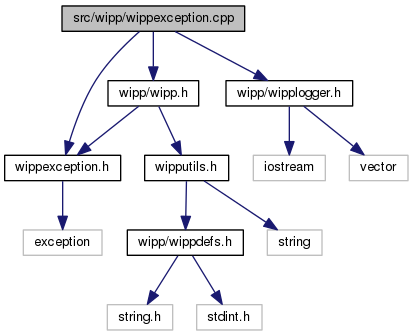 src/wipp/wippexception.cpp
wipp/wipp.h
wipp/wipplogger.h
wippexception.h
wipputils.h
iostream
vector
exception
wipp/wippdefs.h
string
string.h
stdint.h